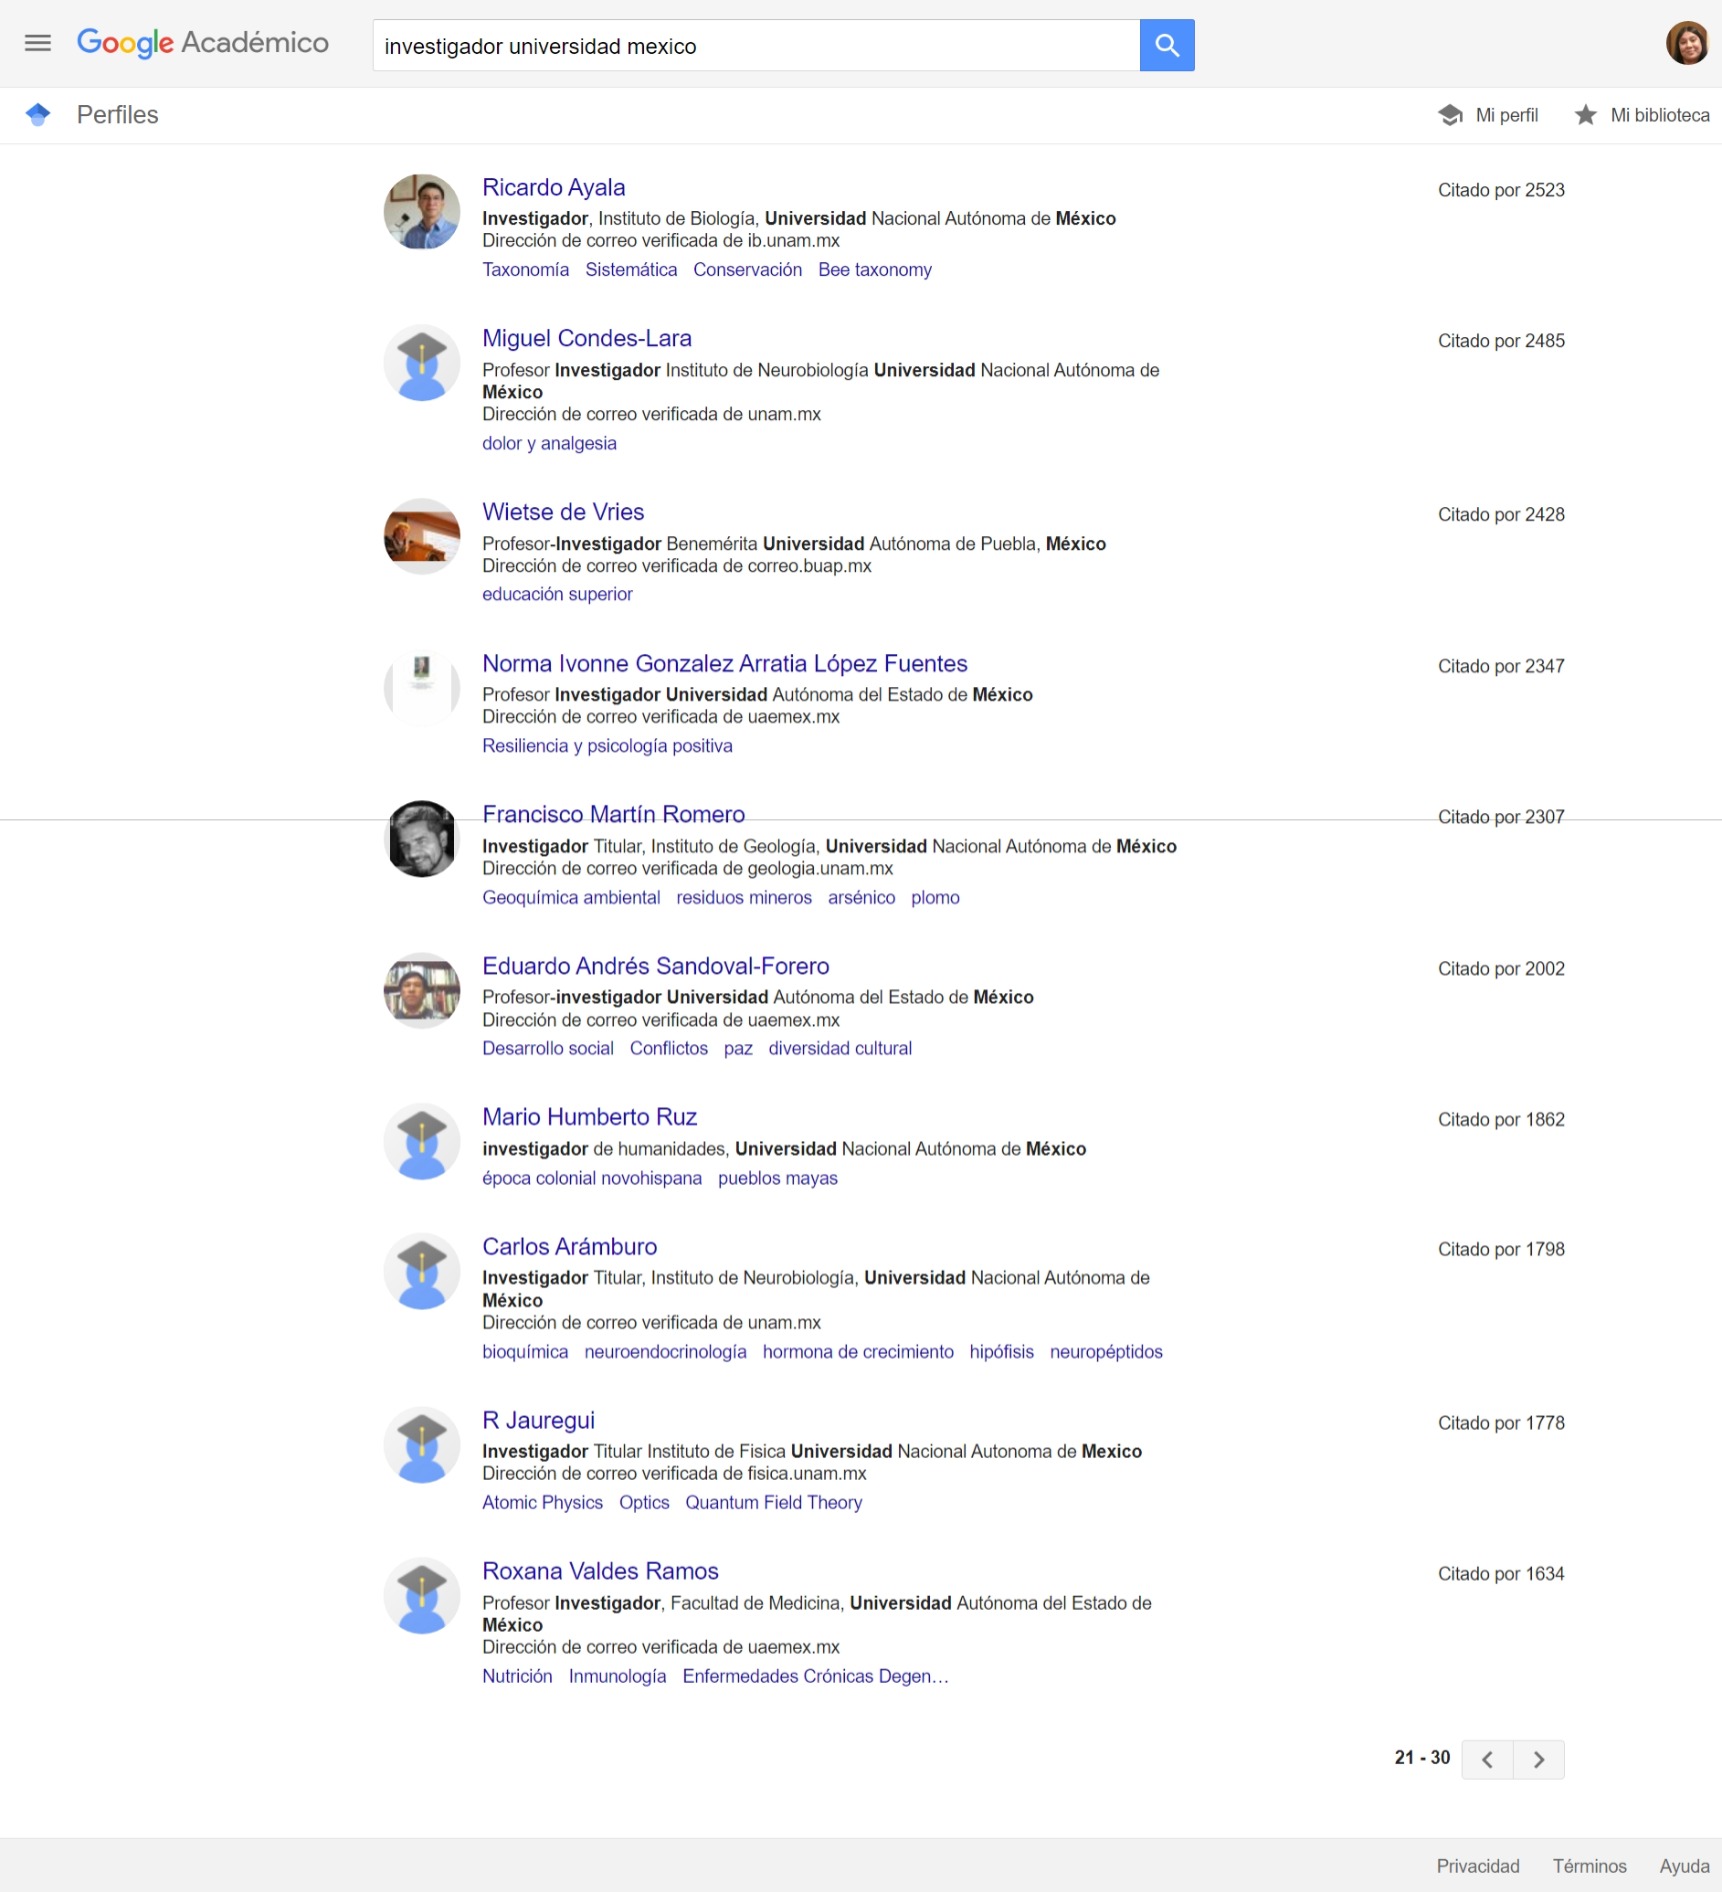 Google Académico
investigador universidad mexico
Perfiles
Mi perfil
Mi biblioteca
Ricardo Ayala
Citado por 2523
Investigador, Instituto de Biología, Universidad Nacional Autónoma de México
Dirección de correo verificada de ib.unam.mx
Taxonomía Sistemática Conservación Bee taxonomy
Miguel Condes-Lara
Citado por 2485
Profesor Investigador Instituto de Neurobiología Universidad Nacional Autónoma de
México
Dirección de correo verificada de unam.mx
dolor y analgesia
Wietse de Vries
Citado por 2428
Profesor-Investigador Benemérita Universidad Autónoma de Puebla, México
Dirección de correo verificada de correo.buap.mx
educación superior
Norma Ivonne Gonzalez Arratia López Fuentes
Citado por 2347
Profesor Investigador Universidad Autónoma del Estado de México
Dirección de correo verificada de uaemex.mx
Resiliencia y psicología positiva
Francisco Martín Romero
Citado por 2307
Investigador Titular, Instituto de Geología, Universidad Nacional Autónoma de México
Dirección de correo verificada de geologia.unam.mx
Geoquímica ambiental residuos mineros arsénico plomo
Eduardo Andrés Sandoval-Forero
Citado por 2002
Profesor-investigador Universidad Autónoma del Estado de México
Dirección de correo verificada de uaemex.mx
Desarrollo social Conflictos paz diversidad cultural
Mario Humberto Ruz
Citado por 1862
investigador de humanidades, Universidad Nacional Autónoma de México
época colonial novohispana pueblos mayas
Carlos Arámburo
Citado por 1798
Investigador Titular, Instituto de Neurobiología, Universidad Nacional Autónoma de
México
Dirección de correo verificada de unam.mx
bioquímica neuroendocrinología hormona de crecimiento hipófisis neuropéptidos
R Jauregui
Citado por 1778
Investigador Titular Instituto de Fisica Universidad Nacional Autonoma de Mexico
Dirección de correo verificada de fisica.unam.mx
Atomic Physics Optics Quantum Field Theory
Roxana Valdes Ramos
Citado por 1634
Profesor Investigador, Facultad de Medicina, Universidad Autónoma del Estado de
México
Dirección de correo verificada de uaemex.mx
Nutrición Inmunología Enfermedades Crónicas Degen…
21 - 30
Privacidad Términos Ayuda